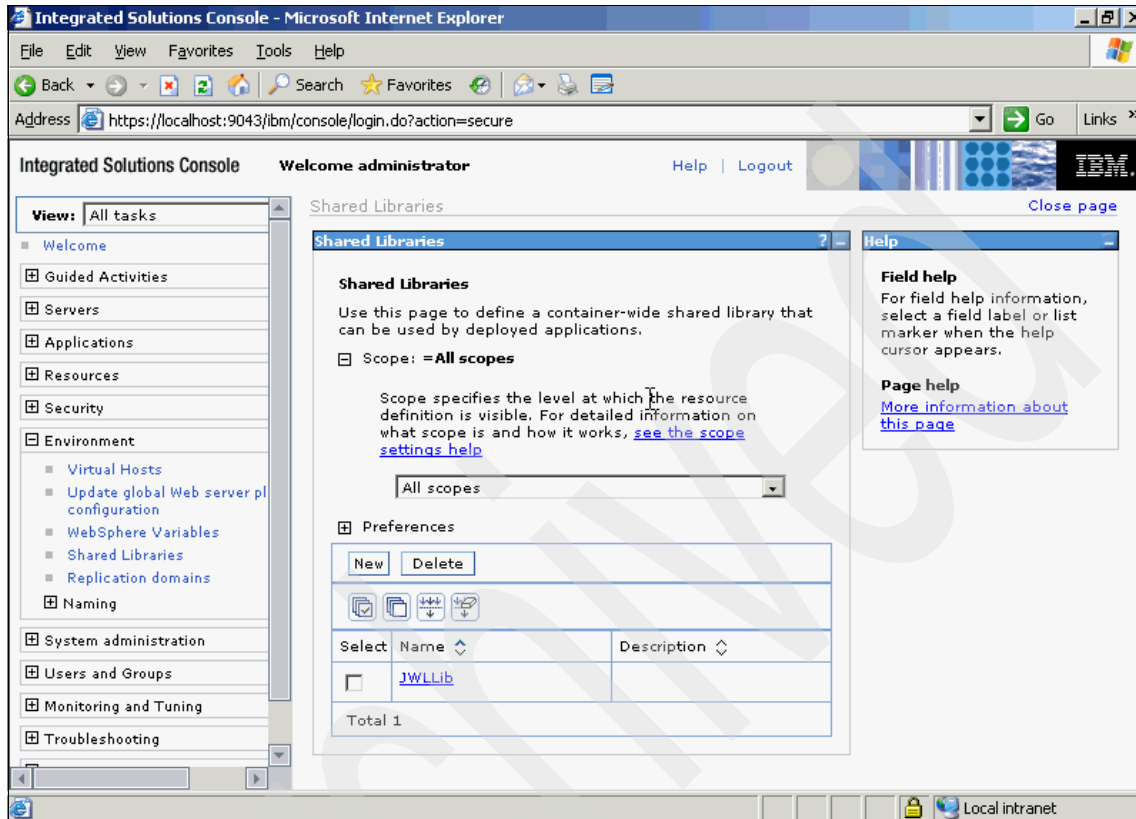 Integrated Solutions Console - Microsoft Internet Explorer
File Edit View Favorites Tools Help
Back Search Favorites
Address https://localhost:9043/ibm/console/login.do?action=secure Go Links »
Integrated Solutions Console Welcome administrator Help | Logout IBM.
View: All tasks
Welcome
Guided Activities
Servers
Applications
Resources
Security
Environment
Virtual Hosts
Update global Web server pl
configuration
WebSphere Variables
Shared Libraries
Replication domains
Naming
System administration
Users and Groups
Monitoring and Tuning
Troubleshooting
Shared Libraries Close page
Shared Libraries ? -
Shared Libraries
Use this page to define a container-wide shared library that
can be used by deployed applications.
Scope: =All scopes
Scope specifies the level at which the resource
definition is visible. For detailed information on
what scope is and how it works, see the scope
settings help
All scopes
Preferences
New Delete
Select Name Description
JWLLib
Total 1
Help -
Field help
For field help information,
select a field label or list
marker when the help
cursor appears.
Page help
More information about
this page
Local intranet